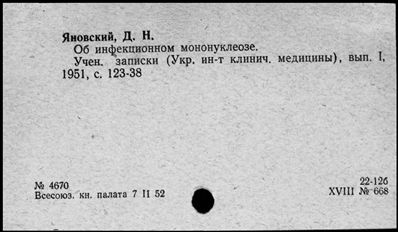 Яновский, Д. Н.
Об инфекционном мононуклеозе.
Учен. записки (Укр. ин-т клинич. медицины), вып. I,
1951, с. 123-38
№ 4670
Всесоюз. кн. палата 7 II 52
22-126
XVIII № 668